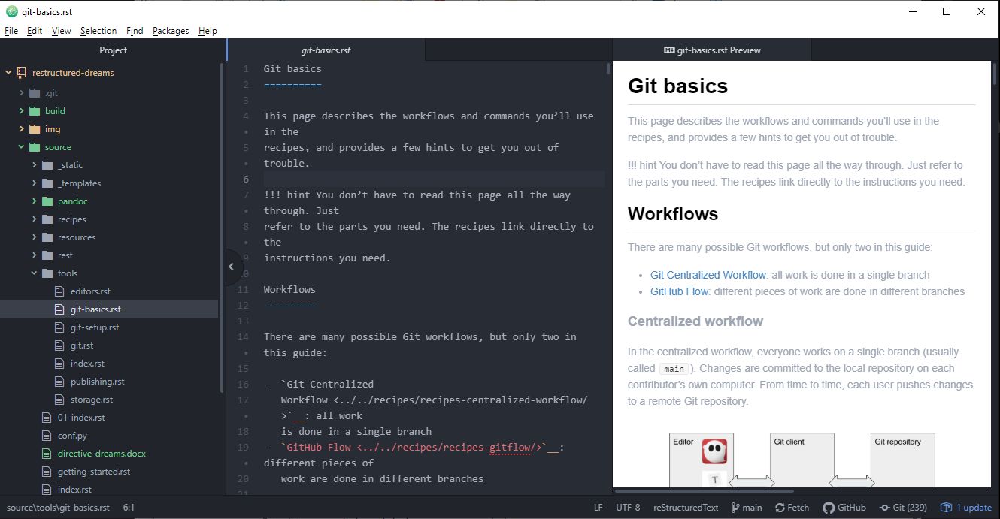 git-basics.rst
File Edit View Selection Find Packages Help
Project
restructured-dreams
.git
build
img
source
_static
_templates
pandoc
recipes
resources
rest
tools
editors.rst
git-basics.rst
git-setup.rst
git.rst
index.rst
publishing.rst
storage.rst
01-index.rst
conf.py
directive-dreams.docx
getting-started.rst
index.rst
git-basics.rst
1 Git basics
2 ==========
3
4 This page describes the workflows and commands you’ll use
• in the
5 recipes, and provides a few hints to get you out of
• trouble.
6
7 !!! hint You don’t have to read this page all the way
• through. Just
8 refer to the parts you need. The recipes link directly to
• the
9 instructions you need.
0
11 Workflows
12 ---------
13
14 There are many possible Git workflows, but only two in
• this guide:
15
16 - `Git Centralized
17 Workflow <../../recipes/recipes-centralized-workflow/
• >`__: all work
18 is done in a single branch
19 - `GitHub Flow <../../recipes/recipes-gitflow/>`__:
• different pieces of
20 work are done in different branches
21
M↓ git-basics.rst Preview
Git basics
This page describes the workflows and commands you’ll use in the
recipes, and provides a few hints to get you out of trouble.
!!! hint You don’t have to read this page all the way through. Just refer to
the parts you need. The recipes link directly to the instructions you need.
Workflows
There are many possible Git workflows, but only two in this guide:
• Git Centralized Workflow: all work is done in a single branch
• GitHub Flow: different pieces of work are done in different branches
Centralized workflow
In the centralized workflow, everyone works on a single branch (usually
called main ). Changes are committed to the local repository on each
contributor’s own computer. From time to time, each user pushes changes
to a remote Git repository.
Editor
T
Git client
Git repository
source\tools\git-basics.rst 6:1 LF UTF-8 reStructuredText main Fetch GitHub Git (239) 1 update